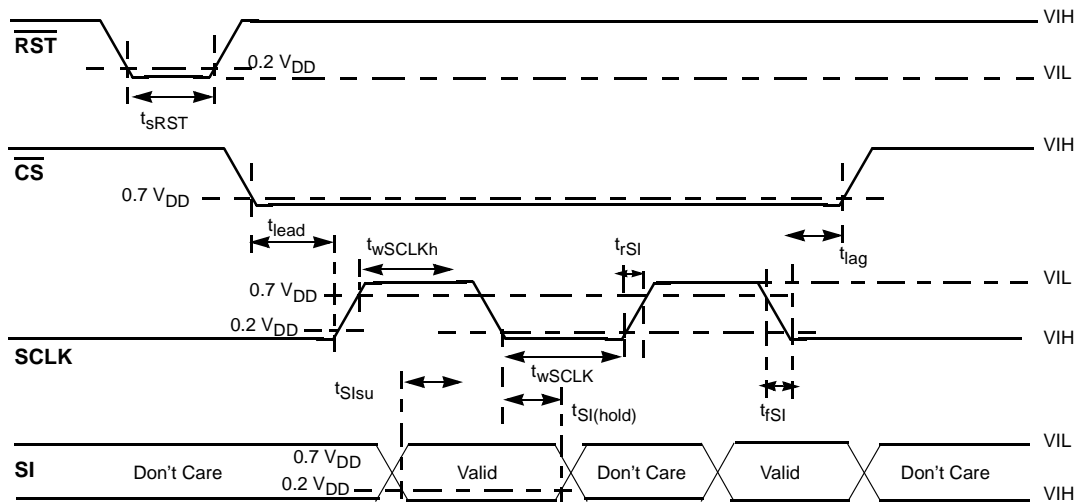 VIH
RST
0.2 VDD
VIL
tsRST
VIH
CS
0.7 VDD
tlead
twSCLKh
trSI
tlag
VIL
0.7 VDD
0.2 VDD
VIH
SCLK
tSIsu
twSCLK
tSI(hold)
tfSI
VIL
SI
Don't Care
0.7 VDD
Valid
Don't Care
Valid
Don't Care
0.2 VDD
VIH